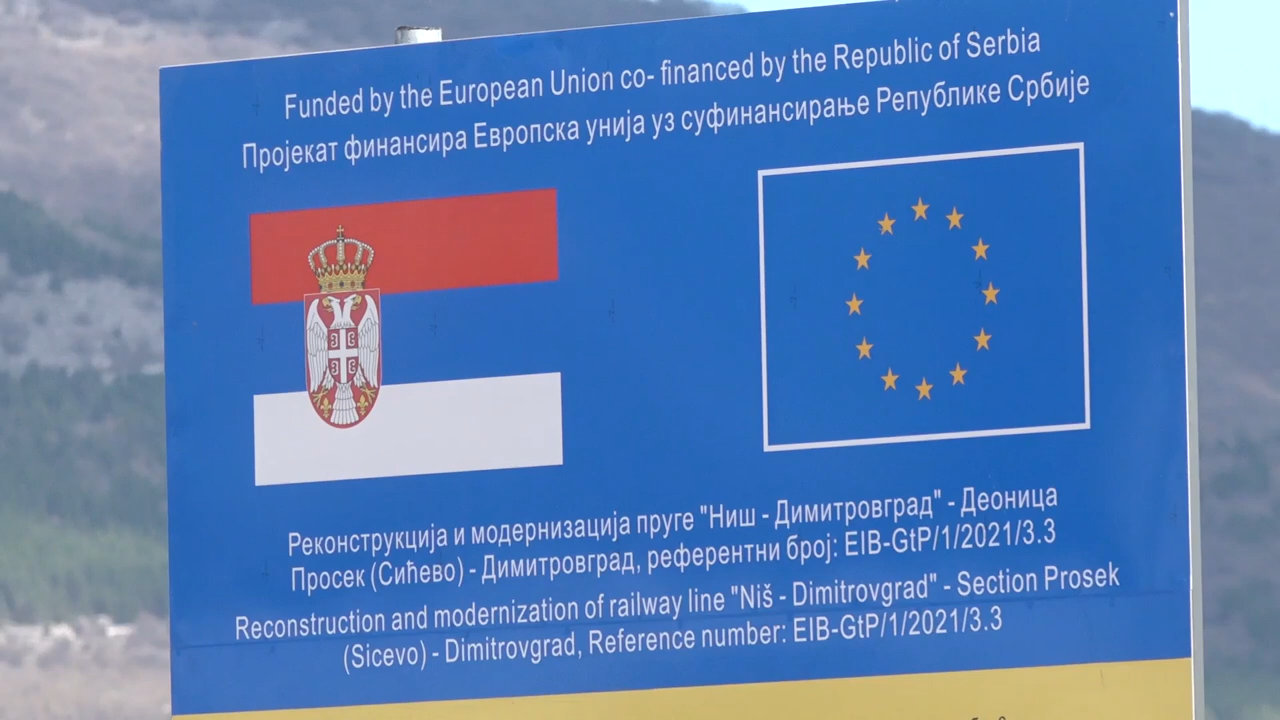 Funded by the European Union co- financed by the Republic of Serbia
Пројекат финансира Европска унија уз суфинансирање Републике Србије
Реконструкција и модернизација пруге "Ниш - Димитровград" - Деоница
Просек (Сићево) - Димитровград, референтни број: EIB-GtP/1/2021/3.3
Reconstruction and modernization of railway line "Niš - Dimitrovgrad" - Section Prosek
(Sicevo) - Dimitrovgrad, Reference number: EIB-GtP/1/2021/3.3